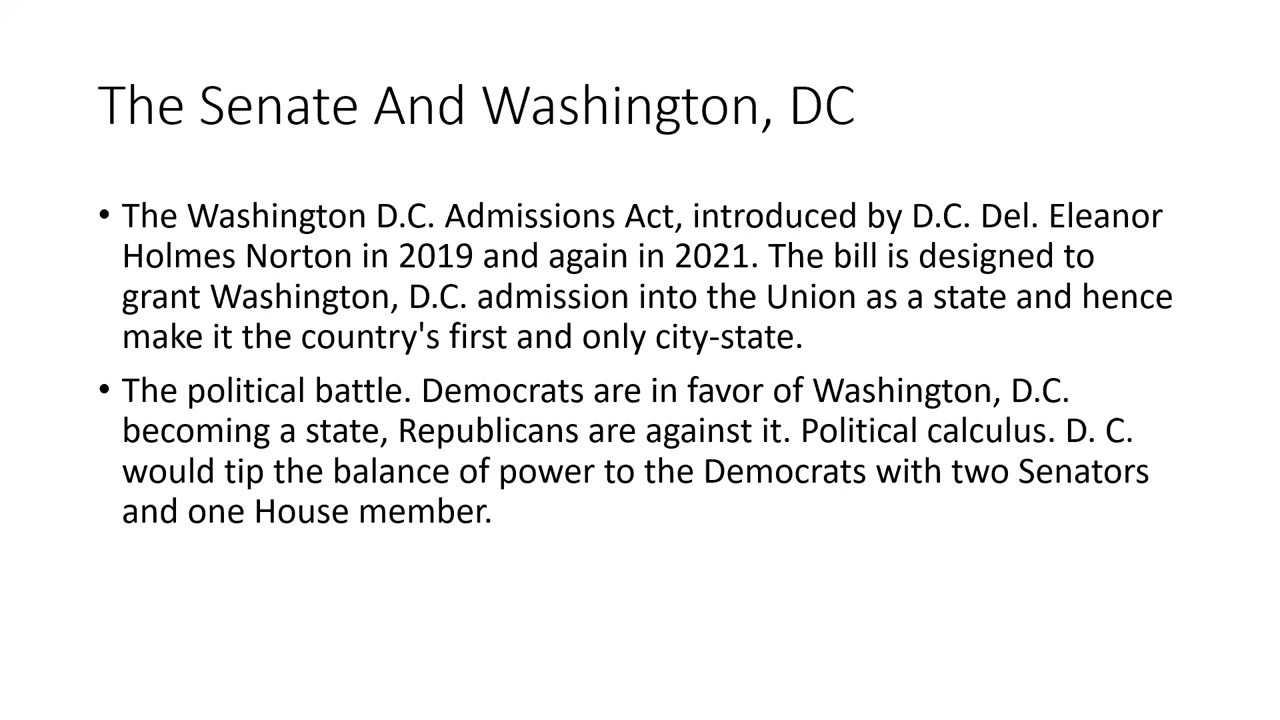 The Senate And Washington, DC
• The Washington D.C. Admissions Act, introduced by D.C. Del. Eleanor
Holmes Norton in 2019 and again in 2021. The bill is designed to
grant Washington, D.C. admission into the Union as a state and hence
make it the country's first and only city-state.
• The political battle. Democrats are in favor of Washington, D.C.
becoming a state, Republicans are against it. Political calculus. D. C.
would tip the balance of power to the Democrats with two Senators
and one House member.